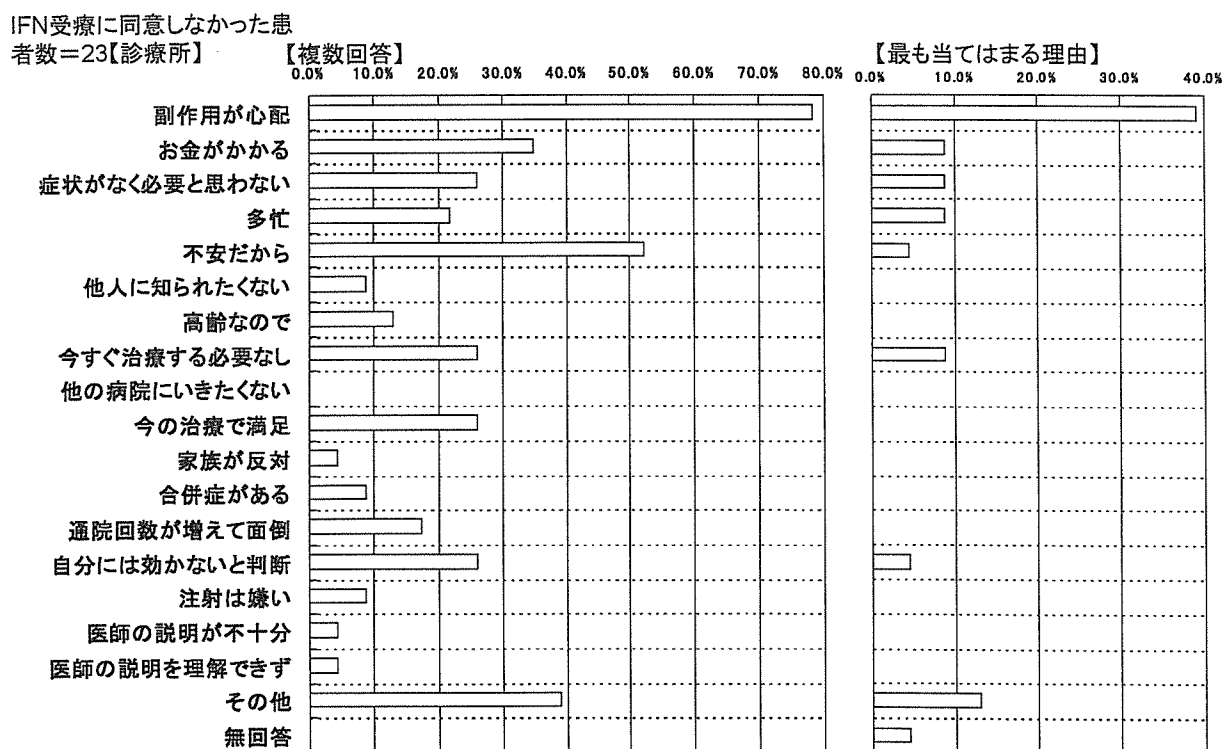 IFN受療に同意しなかった患
者数＝23【診療所】
【複数回答】
【最も当てはまる理由】
0.0% 10.0% 20.0% 30.0% 40.0% 50.0% 60.0% 70.0% 80.0%
0.0% 10.0% 20.0% 30.0% 40.0%
副作用が心配
お金がかかる
症状がなく必要と思わない
多忙
不安だから
他人に知られたくない
高齢なので
今すぐ治療する必要なし
他の病院にいきたくない
今の治療で満足
家族が反対
合併症がある
通院回数が増えて面倒
自分には効かないと判断
注射は嫌い
医師の説明が不十分
医師の説明を理解できず
その他
無回答